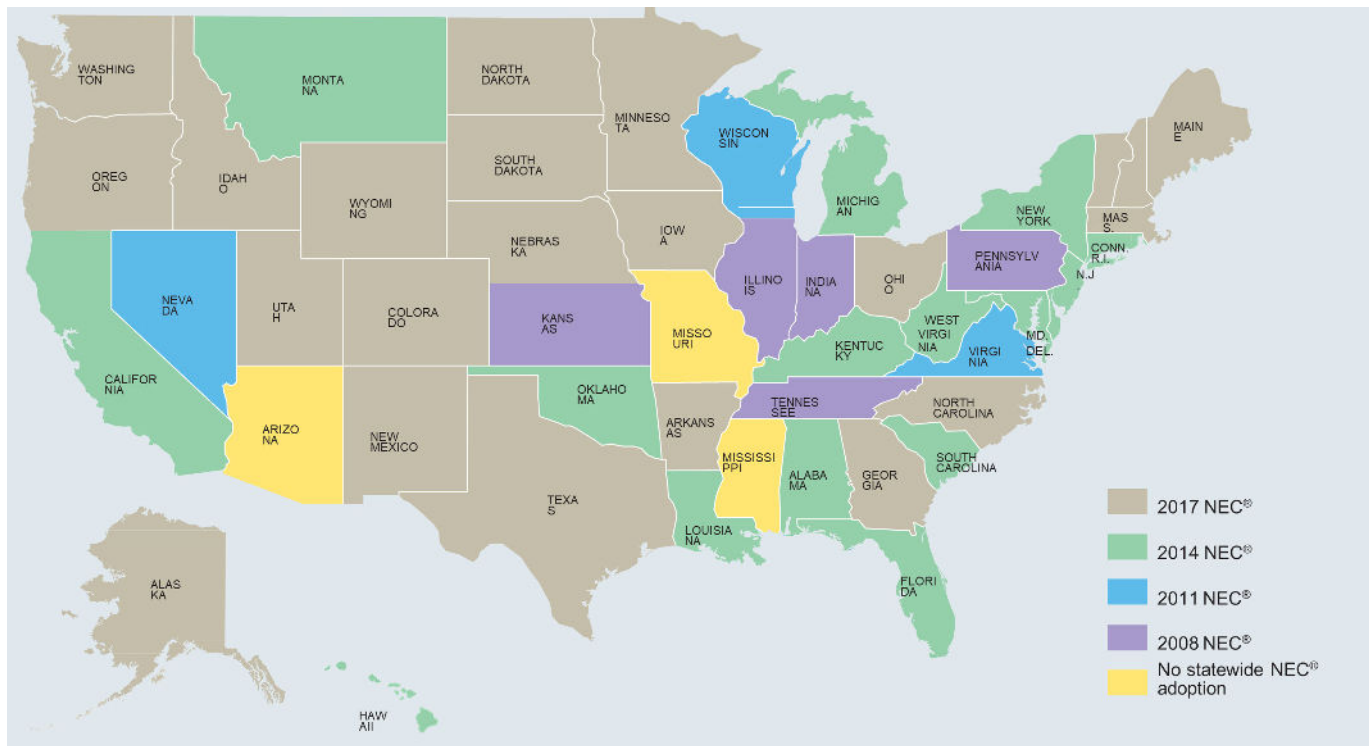 WASHING
TON
MONTA
NA
NORTH
DAKOTA
MINNESO
TA
WISCON
SIN
MAIN
E
OREG
ON
IDAH
O
WYOMI
NG
SOUTH
DAKOTA
MICHIG
AN
NEW
YORK
MAS
S.
CONN.
R.I.
N.J
NEBRAS
KA
IOW
A
PENNSYLV
ANIA
NEVA
DA
UTA
H
COLORA
DO
KANS
AS
MISSO
URI
ILLINO
IS
INDIA
NA
OHI
O
WEST
VIRGI
NIA
MD.
DEL.
VIRGI
NIA
KENTUC
KY
CALIFOR
NIA
ARIZO
NA
NEW
MEXICO
OKLAHO
MA
ARKANS
AS
TENNES
SEE
NORTH
CAROLINA
SOUTH
CAROLINA
MISSISSI
PPI
ALABA
MA
GEOR
GIA
TEXA
S
LOUISIA
NA
FLORI
DA
ALAS
KA
HAW
AII
2017 NEC®
2014 NEC®
2011 NEC®
2008 NEC®
No statewide NEC®
adoption